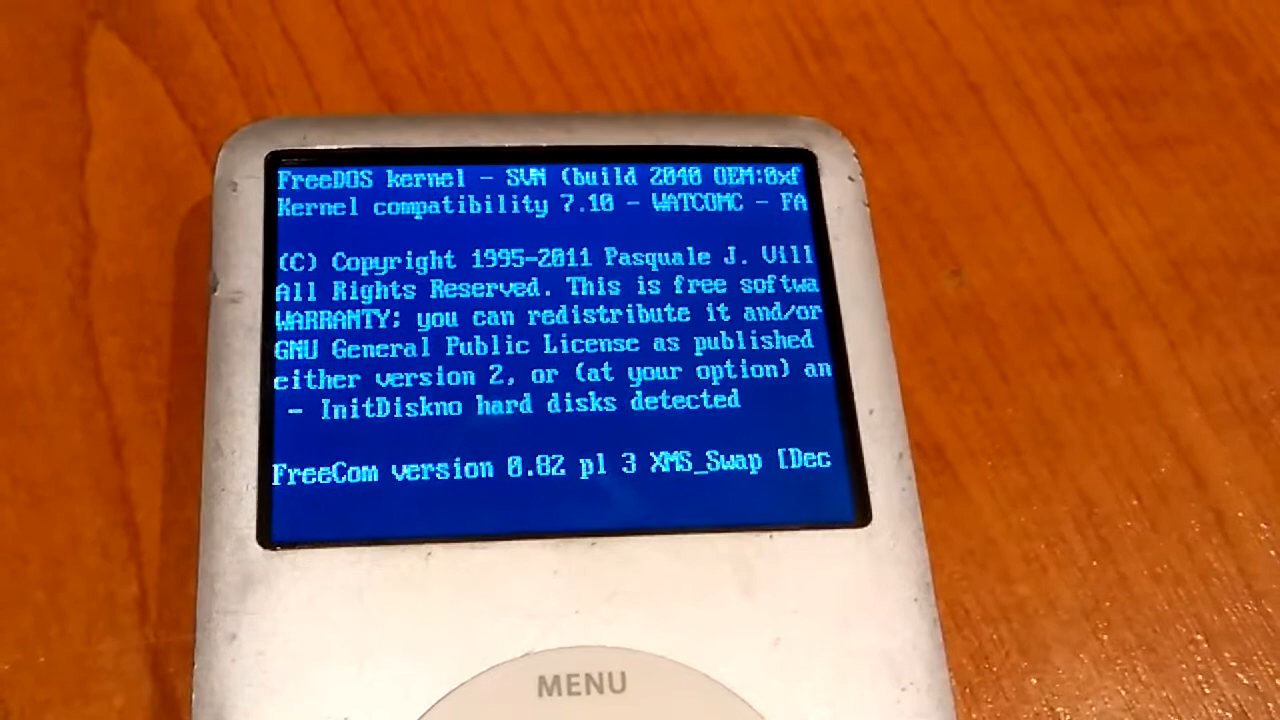 FreeDOS kernel - SVN (build 2040 OEM:0xf
Kernel compatibility 7.10 - WATCOMC - FA
(C) Copyright 1995-2011 Pasquale J. Vill
All Rights Reserved. This is free softwa
WARRANTY; you can redistribute it and/or
GNU General Public License as published
either version 2, or (at your option) an
- InitDiskno hard disks detected
FreeCom version 0.82 pl 3 XMS_Swap [Dec
MENU